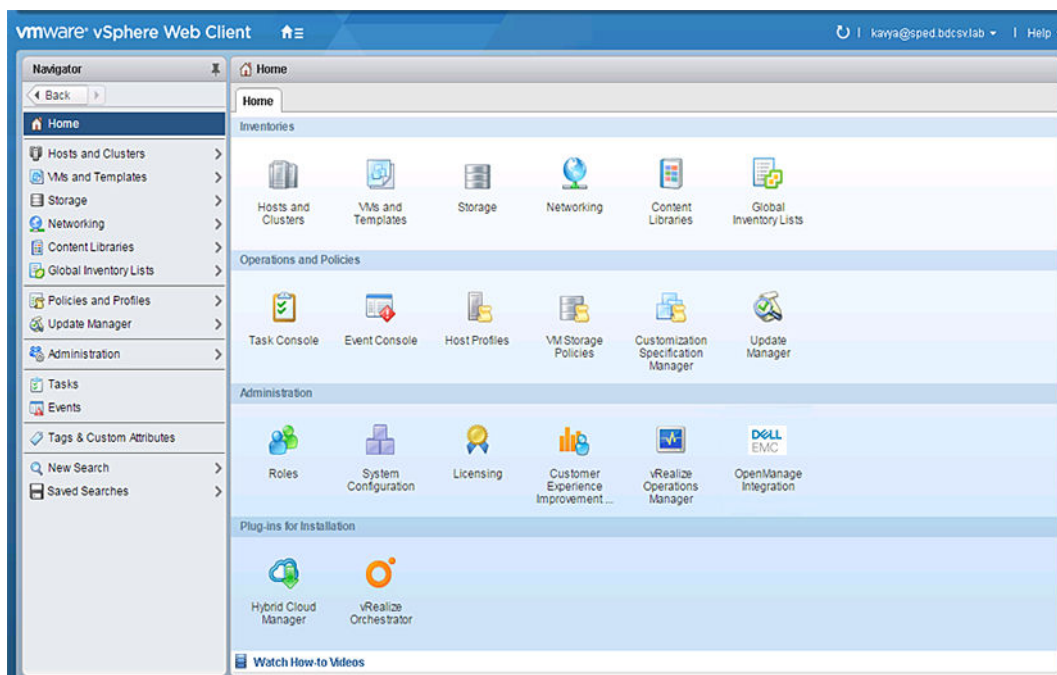 vmware® vSphere Web Client
kavya@sped.bdcsv.lab
Help
Navigator
Back
Home
Hosts and Clusters
VMs and Templates
Storage
Networking
Content Libraries
Global Inventory Lists
Policies and Profiles
Update Manager
Administration
Tasks
Events
Tags & Custom Attributes
New Search
Saved Searches
Home
Home
Inventories
Hosts and
Clusters
VMs and
Templates
Storage
Networking
Content
Libraries
Global
Inventory Lists
Operations and Policies
Task Console
Event Console
Host Profiles
VM Storage
Policies
Customization
Specification
Manager
Update
Manager
Administration
Roles
System
Configuration
Licensing
Customer
Experience
Improvement ...
vRealize
Operations
Manager
DELL
EMC
OpenManage
Integration
Plug-ins for Installation
Hybrid Cloud
Manager
vRealize
Orchestrator
Watch How-to Videos